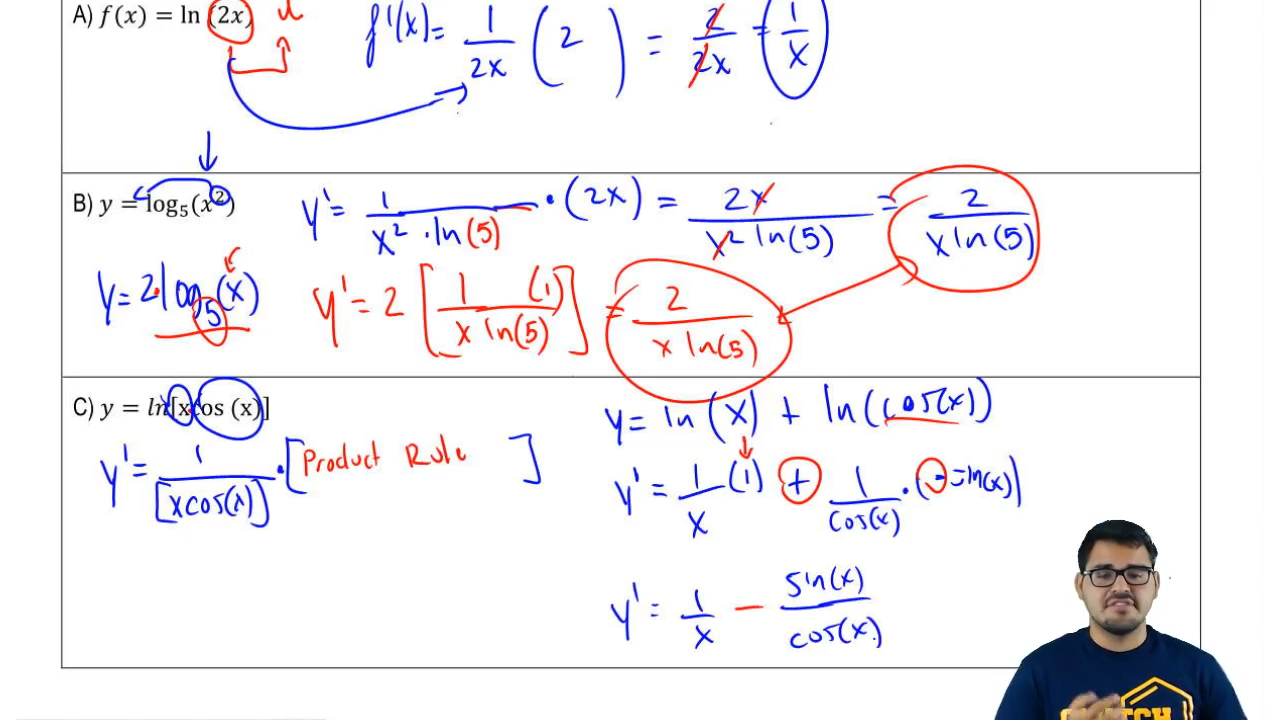 A) f(x) = ln (2x) u f'(x) = 1/2x (2) = 2/2x = 1/x
B) y = log₅(x²) y' = 1/(x² · ln(5)) · (2x) = 2x/(x² ln(5)) = 2/(x ln(5))
y = 2 log₅(x) y' = 2 [1 (1)/(x ln(5))] = 2/(x ln(5))
C) y = ln[x cos (x)] y = ln(x) + ln(cos(x))
y' = 1/[x cos(x)] · [Product Rule] y' = 1/x (1) + 1/cos(x) · (-sin(x))
y' = 1/x - sin(x)/cos(x)